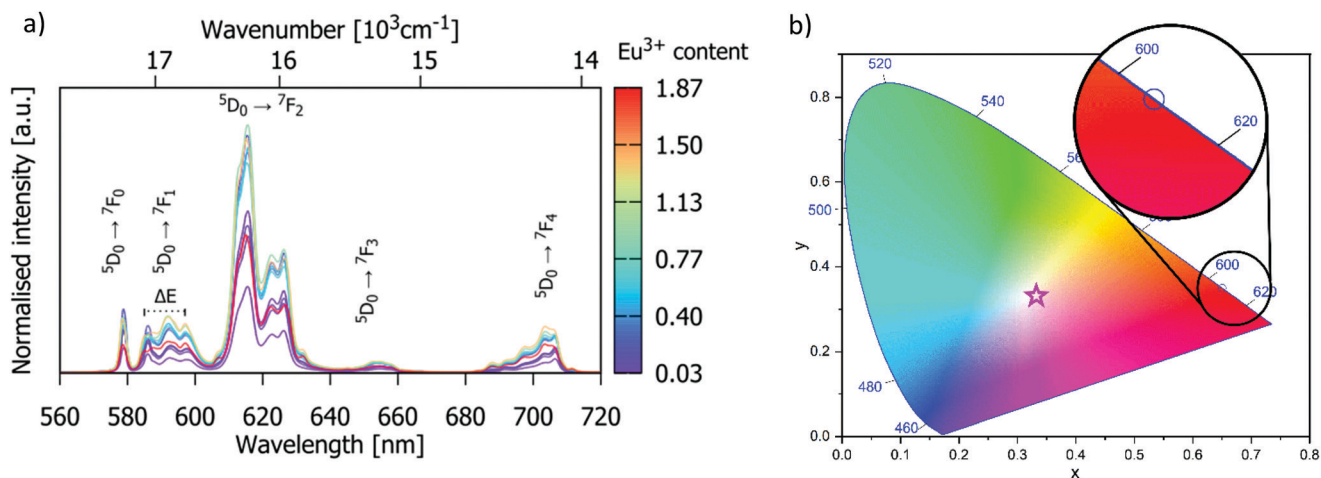 a)
Wavenumber [10³cm⁻¹]
17 16 15 14
Eu³⁺ content
Normalised intensity [a.u.]
⁵D₀ → ⁷F₀
⁵D₀ → ⁷F₁
ΔE
⁵D₀ → ⁷F₂
⁵D₀ → ⁷F₃
⁵D₀ → ⁷F₄
1.87
1.50
1.13
0.77
0.40
0.03
560 580 600 620 640 660 680 700 720
Wavelength [nm]
b)
y
0.8
0.6
0.4
0.2
0.0
520
540
500
480
460
600
620
600
620
0.0 0.1 0.2 0.3 0.4 0.5 0.6 0.7 0.8
x